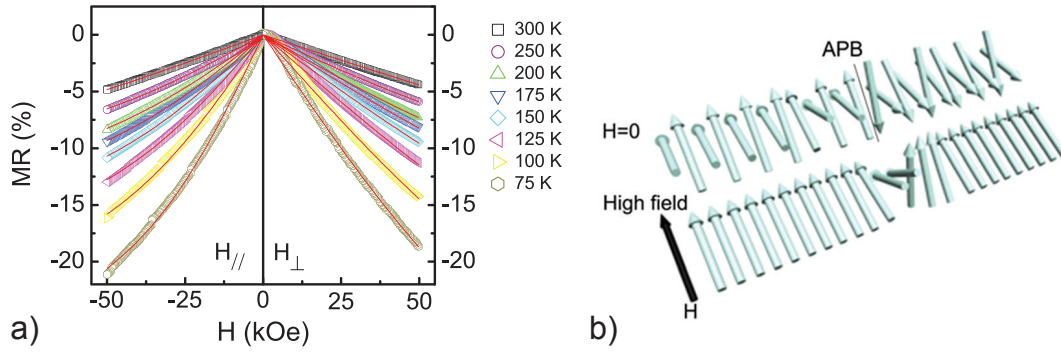 0
-5
-10
-15
-20
MR (%)
-50
-25
0
25
50
H (kOe)
H//
H⊥
0
-5
-10
-15
-20
300 K
250 K
200 K
175 K
150 K
125 K
100 K
75 K
a)
APB
H=0
High field
H
b)